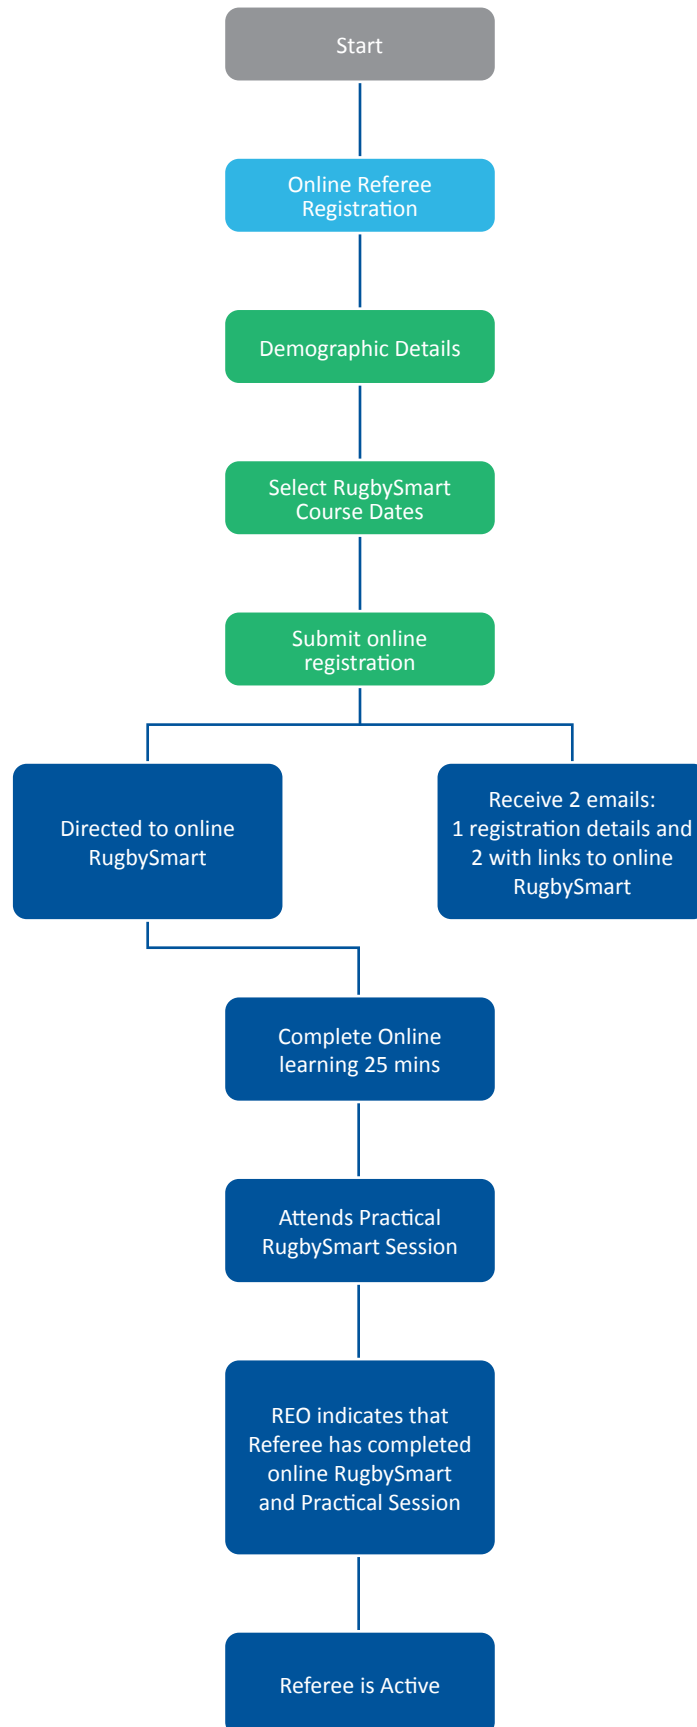 Start
Online Referee
Registration
Demographic Details
Select RugbySmart
Course Dates
Submit online
registration
Directed to online
RugbySmart
Receive 2 emails:
1 registration details and
2 with links to online
RugbySmart
Complete Online
learning 25 mins
Attends Practical
RugbySmart Session
REO indicates that
Referee has completed
online RugbySmart
and Practical Session
Referee is Active